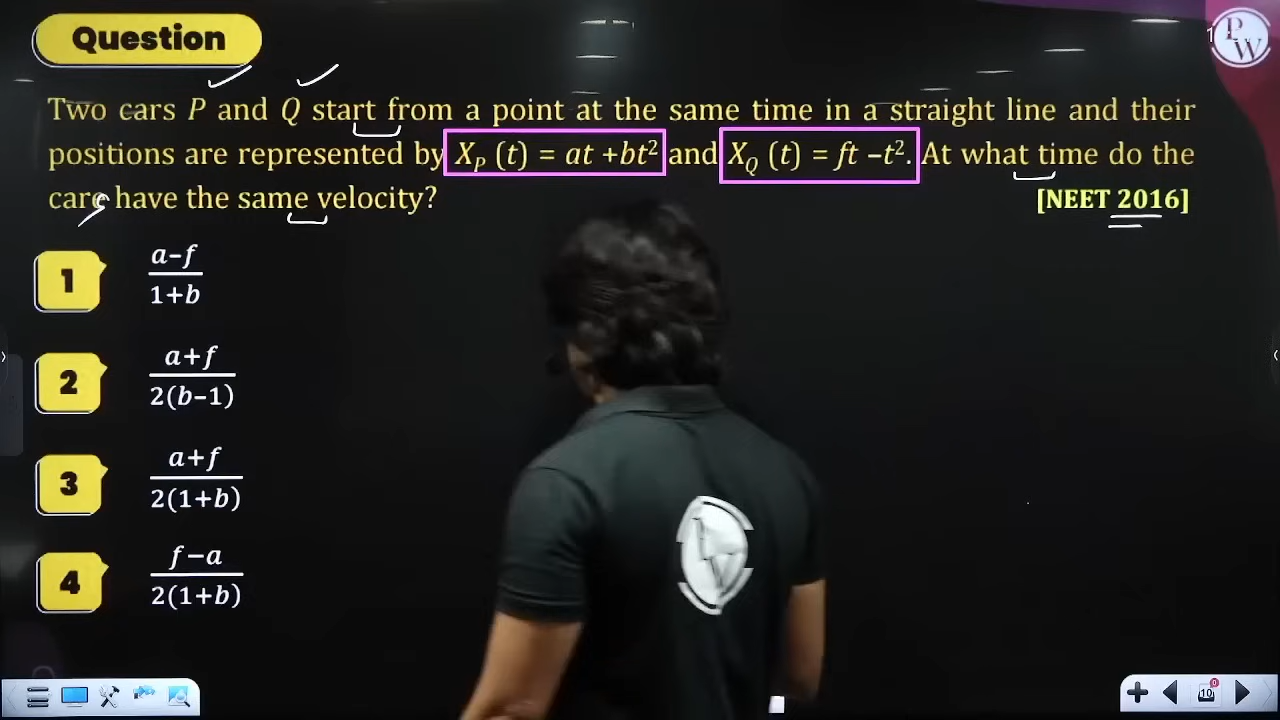 Question
Two cars P and Q start from a point at the same time in a straight line and their
positions are represented by X_P (t) = at +bt² and X_Q (t) = ft –t². At what time do the
care have the same velocity? [NEET 2016]
1 a–f
1+b
2 a+f
2(b–1)
3 a+f
2(1+b)
4 f–a
2(1+b)
P
W
10